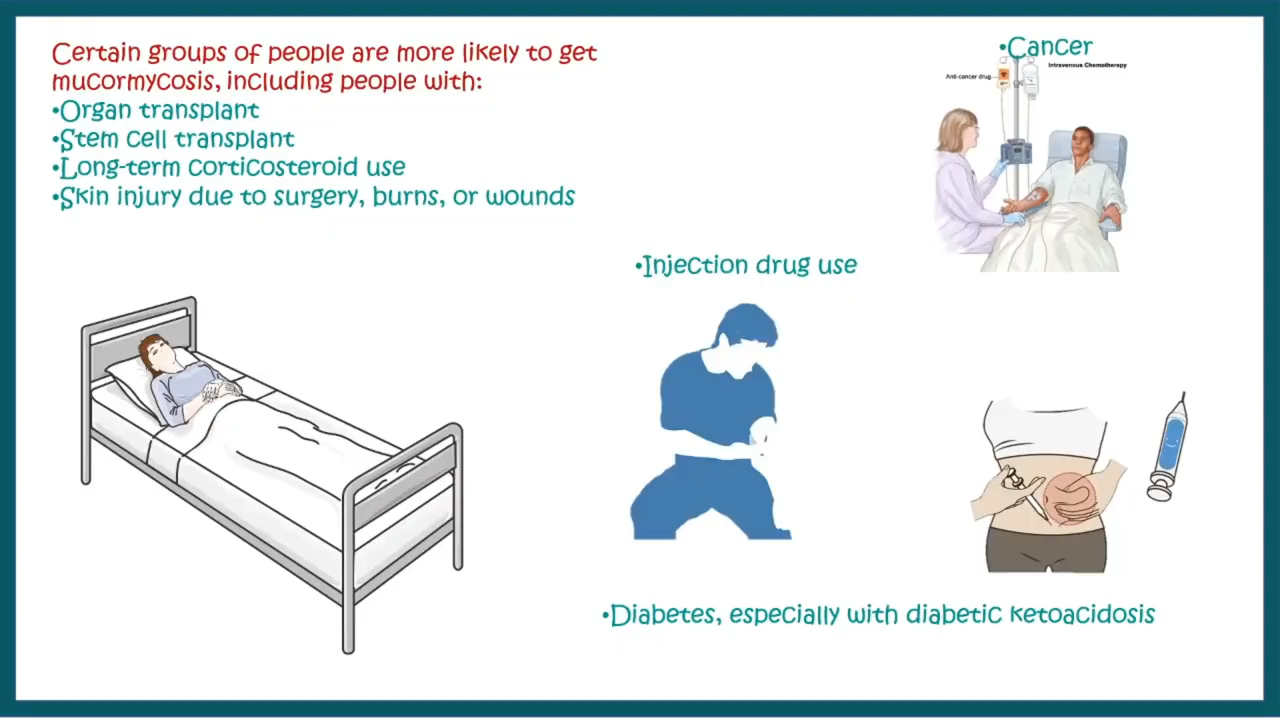 Certain groups of people are more likely to get
mucormycosis, including people with:
•Organ transplant
•Stem cell transplant
•Long-term corticosteroid use
•Skin injury due to surgery, burns, or wounds
•Cancer
Intravenous Chemotherapy
Anti-cancer drug
•Injection drug use
•Diabetes, especially with diabetic ketoacidosis